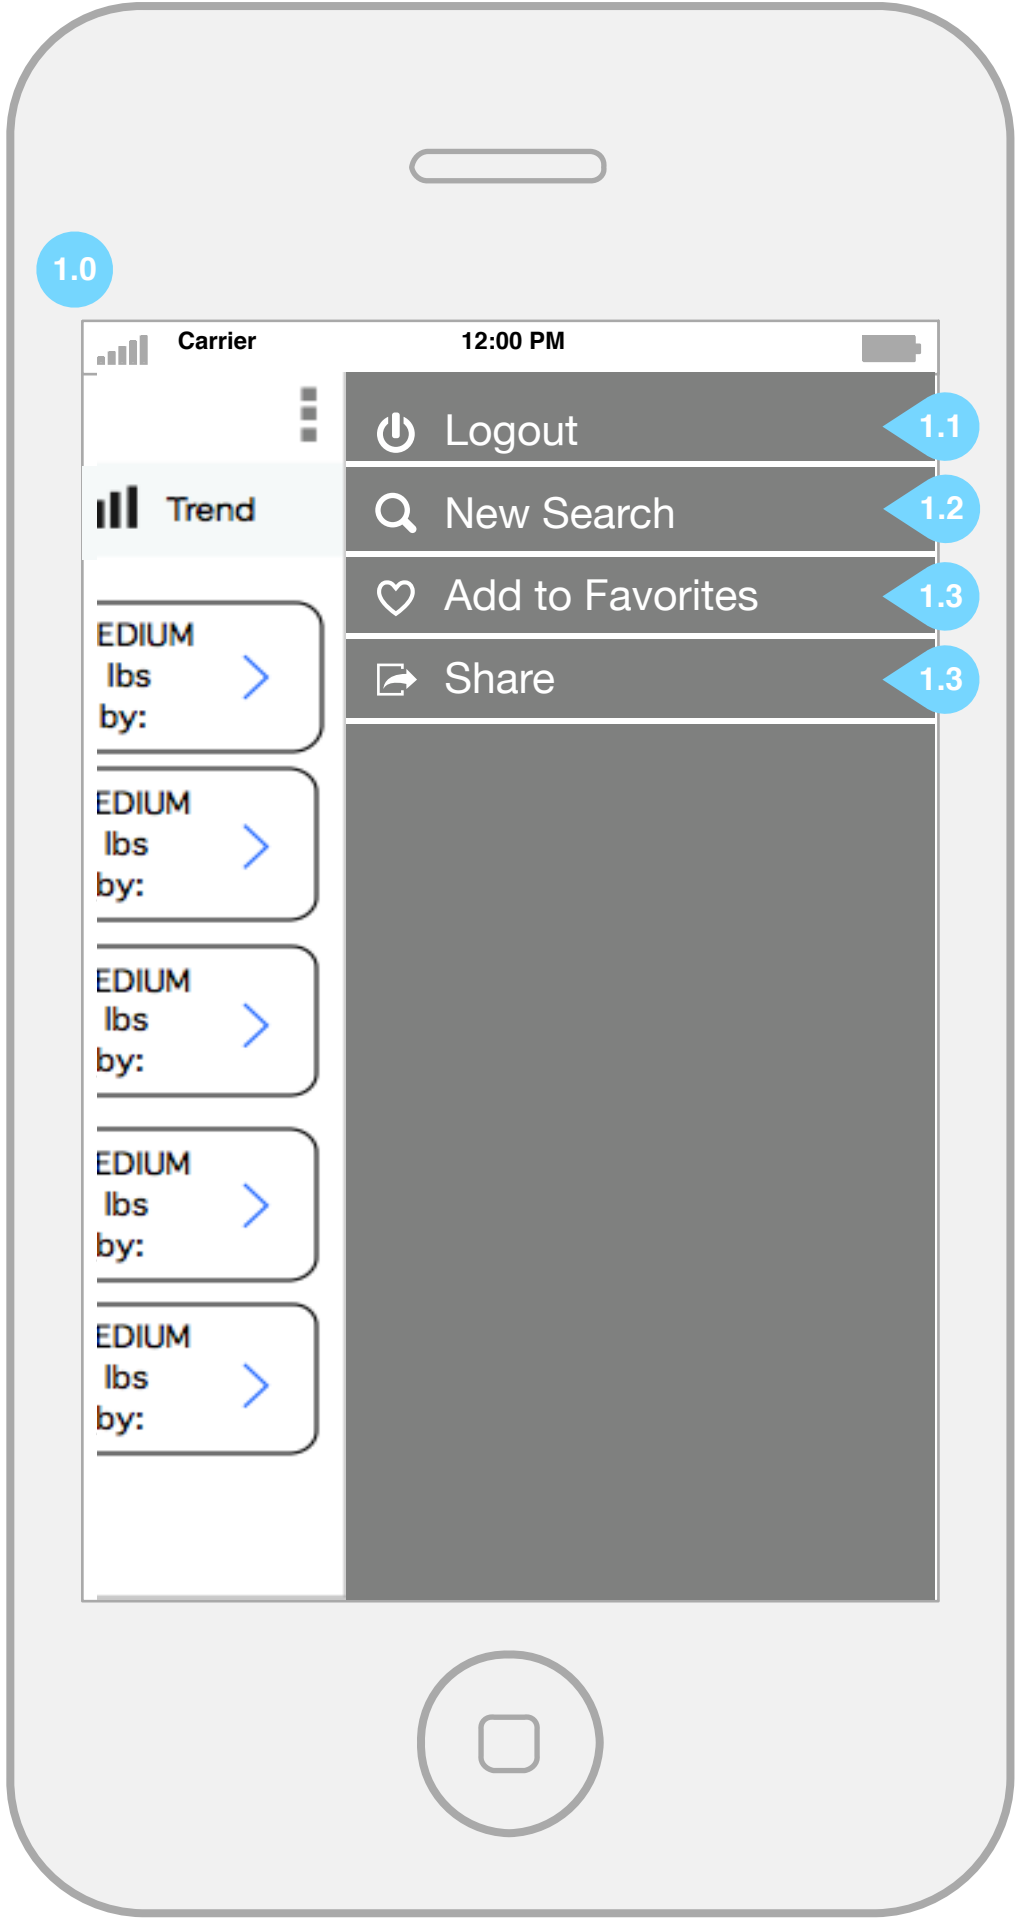 1.0
Carrier 12:00 PM
Logout 1.1
Trend
New Search 1.2
Add to Favorites 1.3
Share 1.3
EDIUM
lbs
by:
EDIUM
lbs
by:
EDIUM
lbs
by:
EDIUM
lbs
by:
EDIUM
lbs
by: